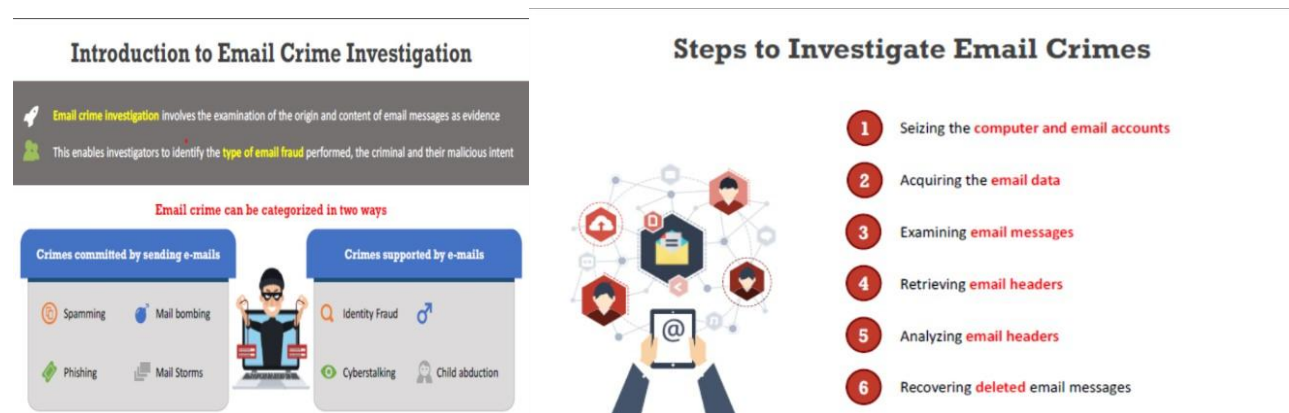 Introduction to Email Crime Investigation
Email crime investigation involves the examination of the origin and content of email messages as evidence
This enables investigators to identify the type of email fraud performed, the criminal and their malicious intent
Email crime can be categorized in two ways
Crimes committed by sending e-mails
Spamming
Mail bombing
Phishing
Mail Storms
Crimes supported by e-mails
Identity Fraud
Cyberstalking
Child abduction
Steps to Investigate Email Crimes
1 Seizing the computer and email accounts
2 Acquiring the email data
3 Examining email messages
4 Retrieving email headers
5 Analyzing email headers
6 Recovering deleted email messages
@